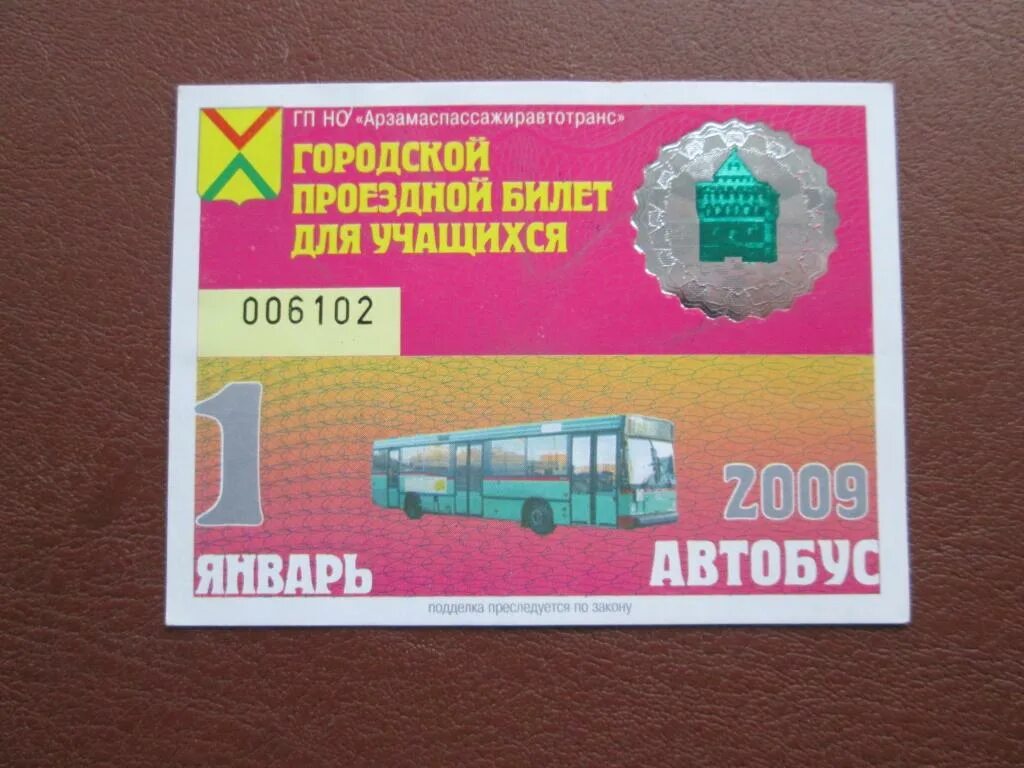 ГП НО «Арзамаспассажиравтотранс»
ГОРОДСКОЙ
ПРОЕЗДНОЙ БИЛЕТ
ДЛЯ УЧАЩИХСЯ
006102
1
2009
ЯНВАРЬ
АВТОБУС
подделка преследуется по закону